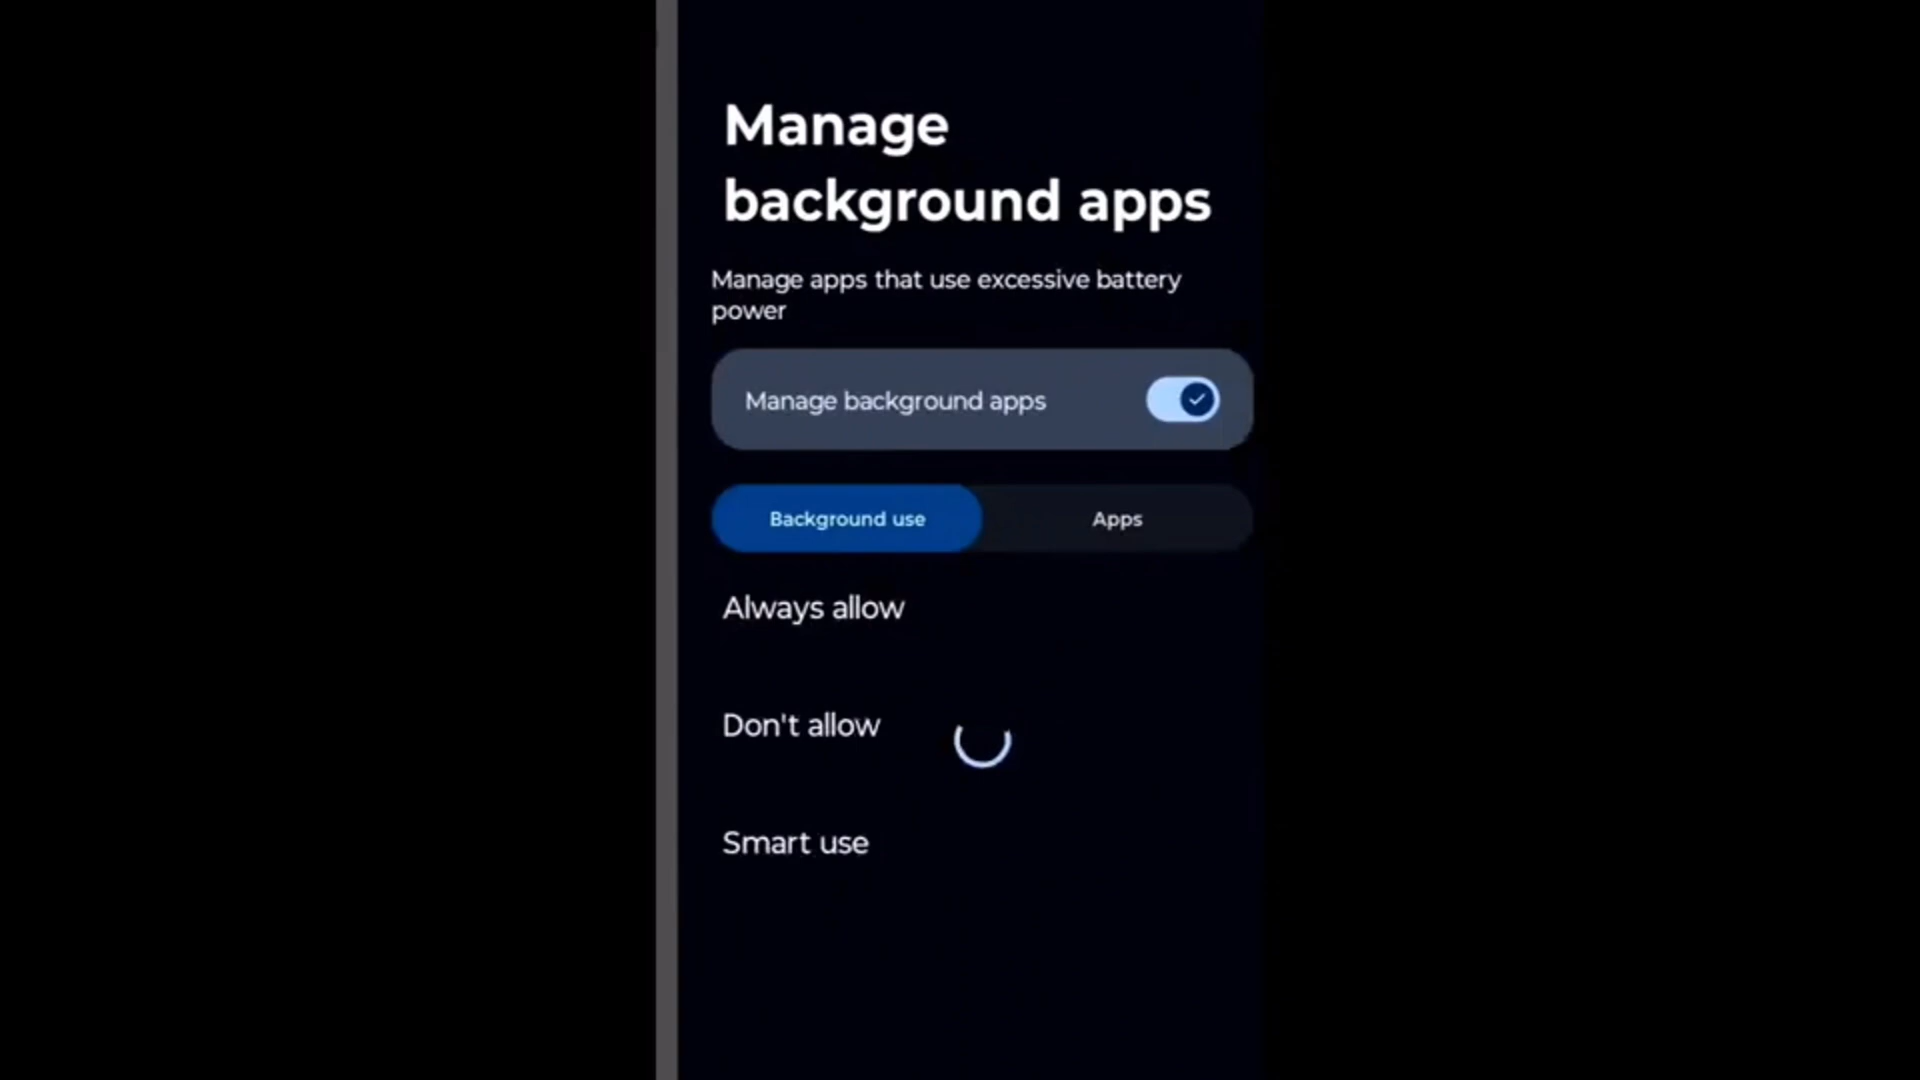 Manage
background apps
Manage apps that use excessive battery
power
Manage background apps
Background use
Apps
Always allow
Don't allow
Smart use